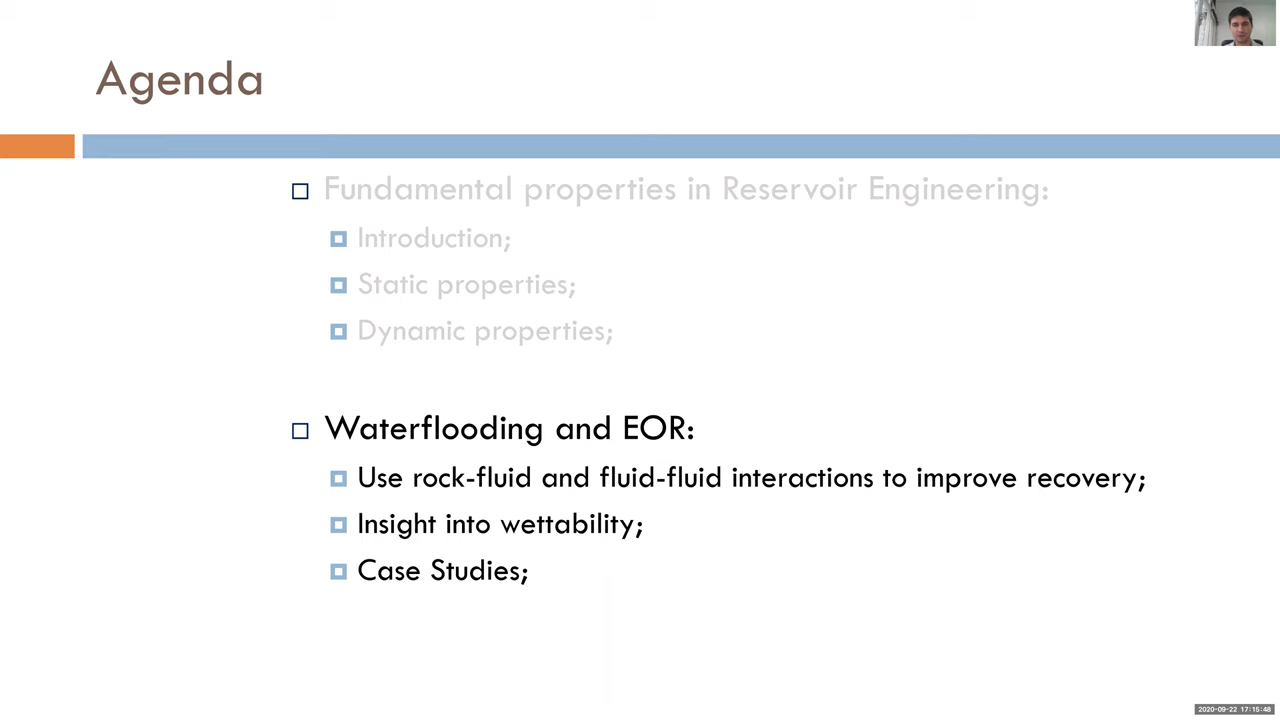 Agenda
Fundamental properties in Reservoir Engineering:
Introduction;
Static properties;
Dynamic properties;
Waterflooding and EOR:
Use rock-fluid and fluid-fluid interactions to improve recovery;
Insight into wettability;
Case Studies;
2020-09-22 17:15:48